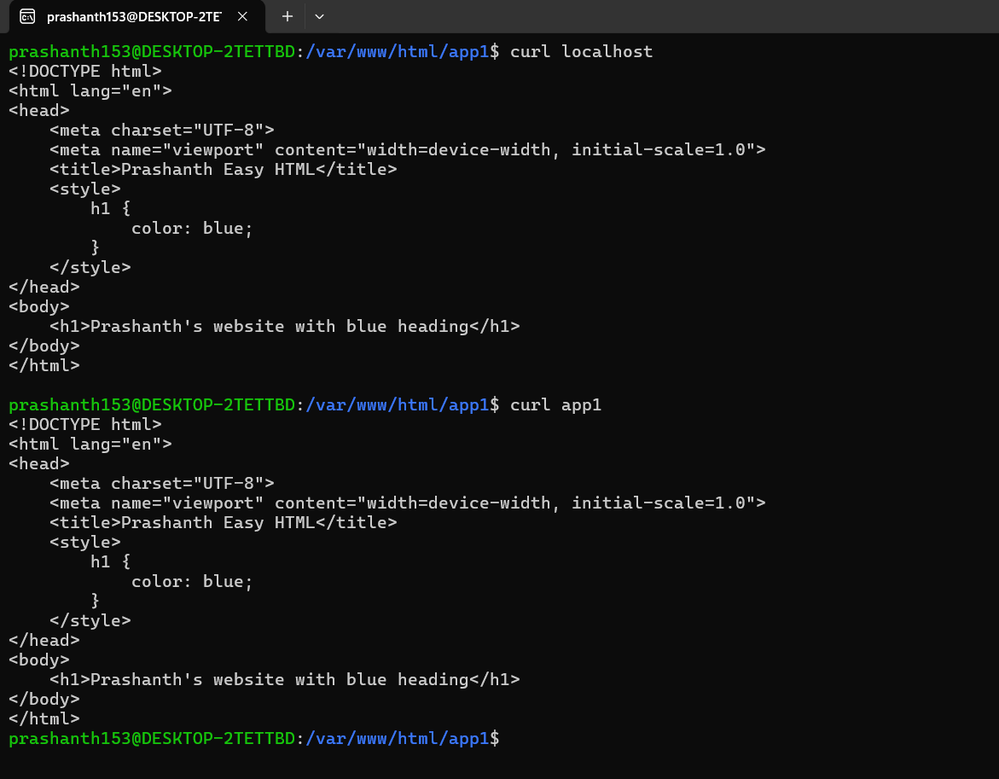 prashanth153@DESKTOP-2TET
prashanth153@DESKTOP-2TETTBD:/var/www/html/app1$ curl localhost
<!DOCTYPE html>
<html lang="en">
<head>
    <meta charset="UTF-8">
    <meta name="viewport" content="width=device-width, initial-scale=1.0">
    <title>Prashanth Easy HTML</title>
    <style>
        h1 {
            color: blue;
        }
    </style>
</head>
<body>
    <h1>Prashanth's website with blue heading</h1>
</body>
</html>

prashanth153@DESKTOP-2TETTBD:/var/www/html/app1$ curl app1
<!DOCTYPE html>
<html lang="en">
<head>
    <meta charset="UTF-8">
    <meta name="viewport" content="width=device-width, initial-scale=1.0">
    <title>Prashanth Easy HTML</title>
    <style>
        h1 {
            color: blue;
        }
    </style>
</head>
<body>
    <h1>Prashanth's website with blue heading</h1>
</body>
</html>
prashanth153@DESKTOP-2TETTBD:/var/www/html/app1$